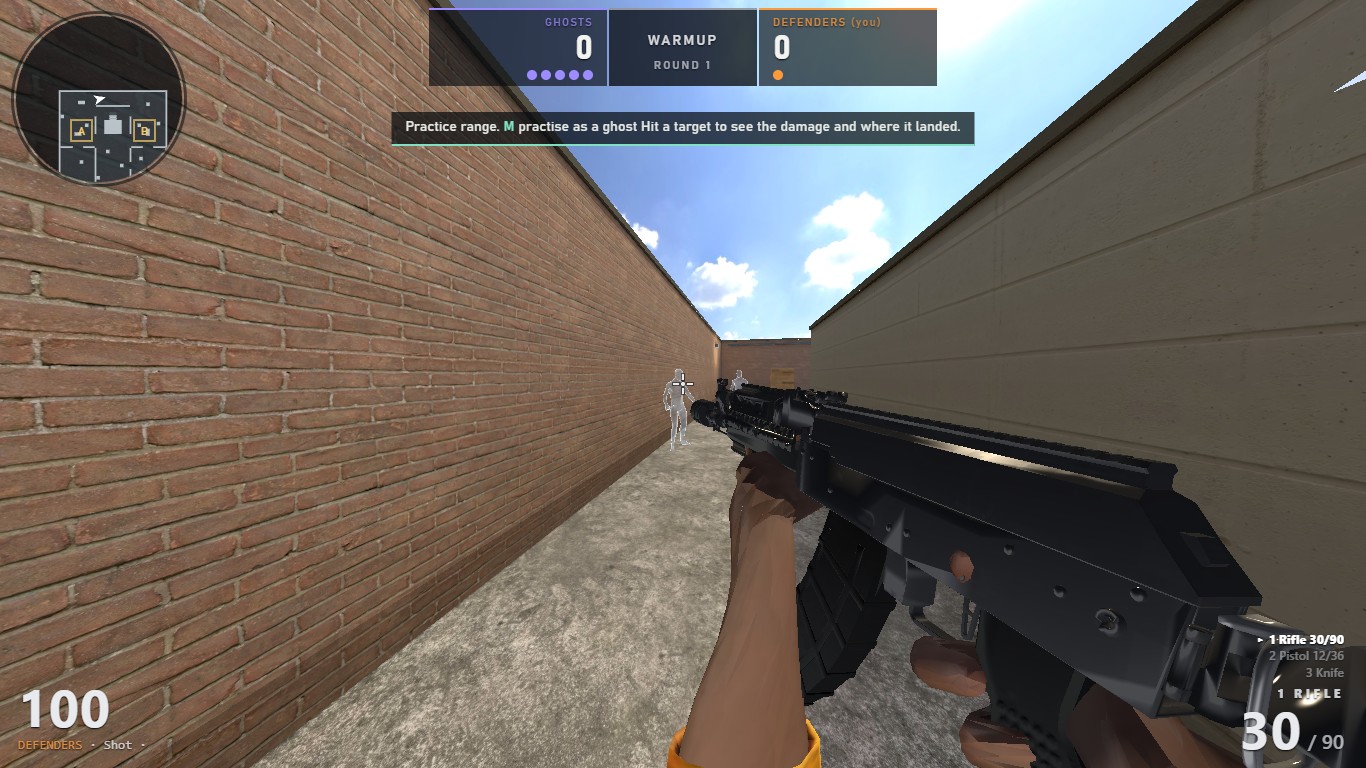 GHOSTS
0
WARMUP
ROUND 1
DEFENDERS (you)
0
Practice range. M practise as a ghost Hit a target to see the damage and where it landed.
A
B
1 Rifle 30/90
2 Pistol 12/36
3 Knife
1 RIFLE
30 / 90
100
DEFENDERS · Shot ·